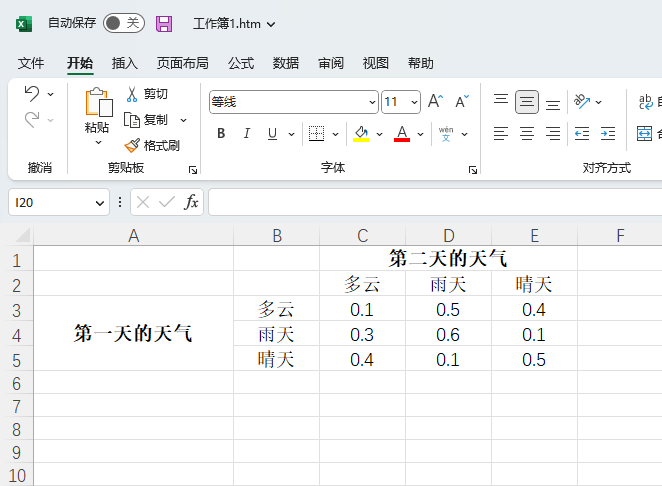 自动保存 关 工作簿1.htm
文件 开始 插入 页面布局 公式 数据 审阅 视图 帮助
剪切
等线 11 A A ab
粘贴 复制
B I U A wén 文
格式刷
撤消 剪贴板 字体 对齐方式
I20 fx
A B C D E F
1 第二天的天气
2 多云 雨天 晴天
3 多云 0.1 0.5 0.4
4 第一天的天气 雨天 0.3 0.6 0.1
5 晴天 0.4 0.1 0.5
6
7
8
9
10